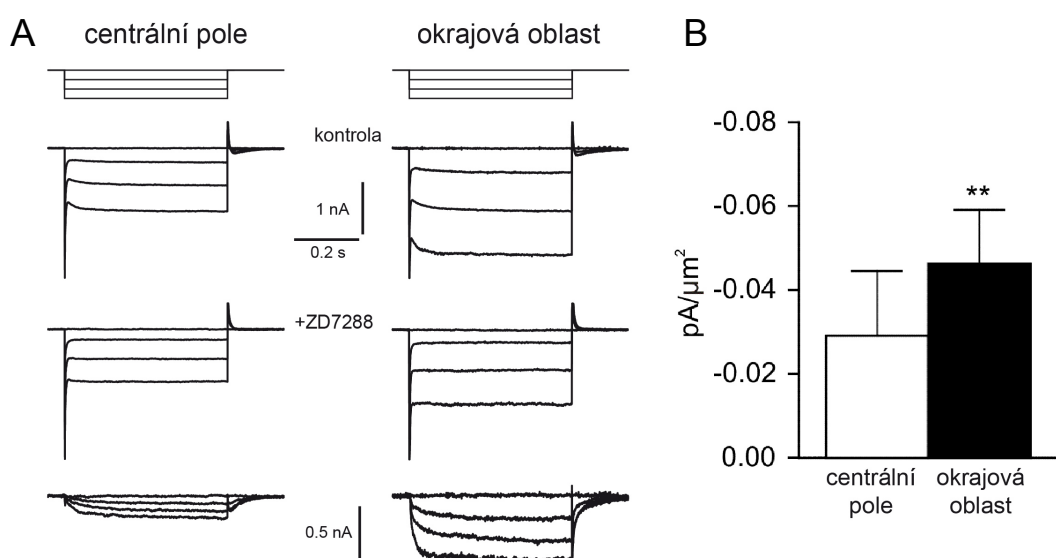 A
centrální pole
okrajová oblast
kontrola
1 nA
0.2 s
+ZD7288
0.5 nA
B
-0.08
-0.06
-0.04
-0.02
0.00
pA/µm²
**
centrální
pole
okrajová
oblast